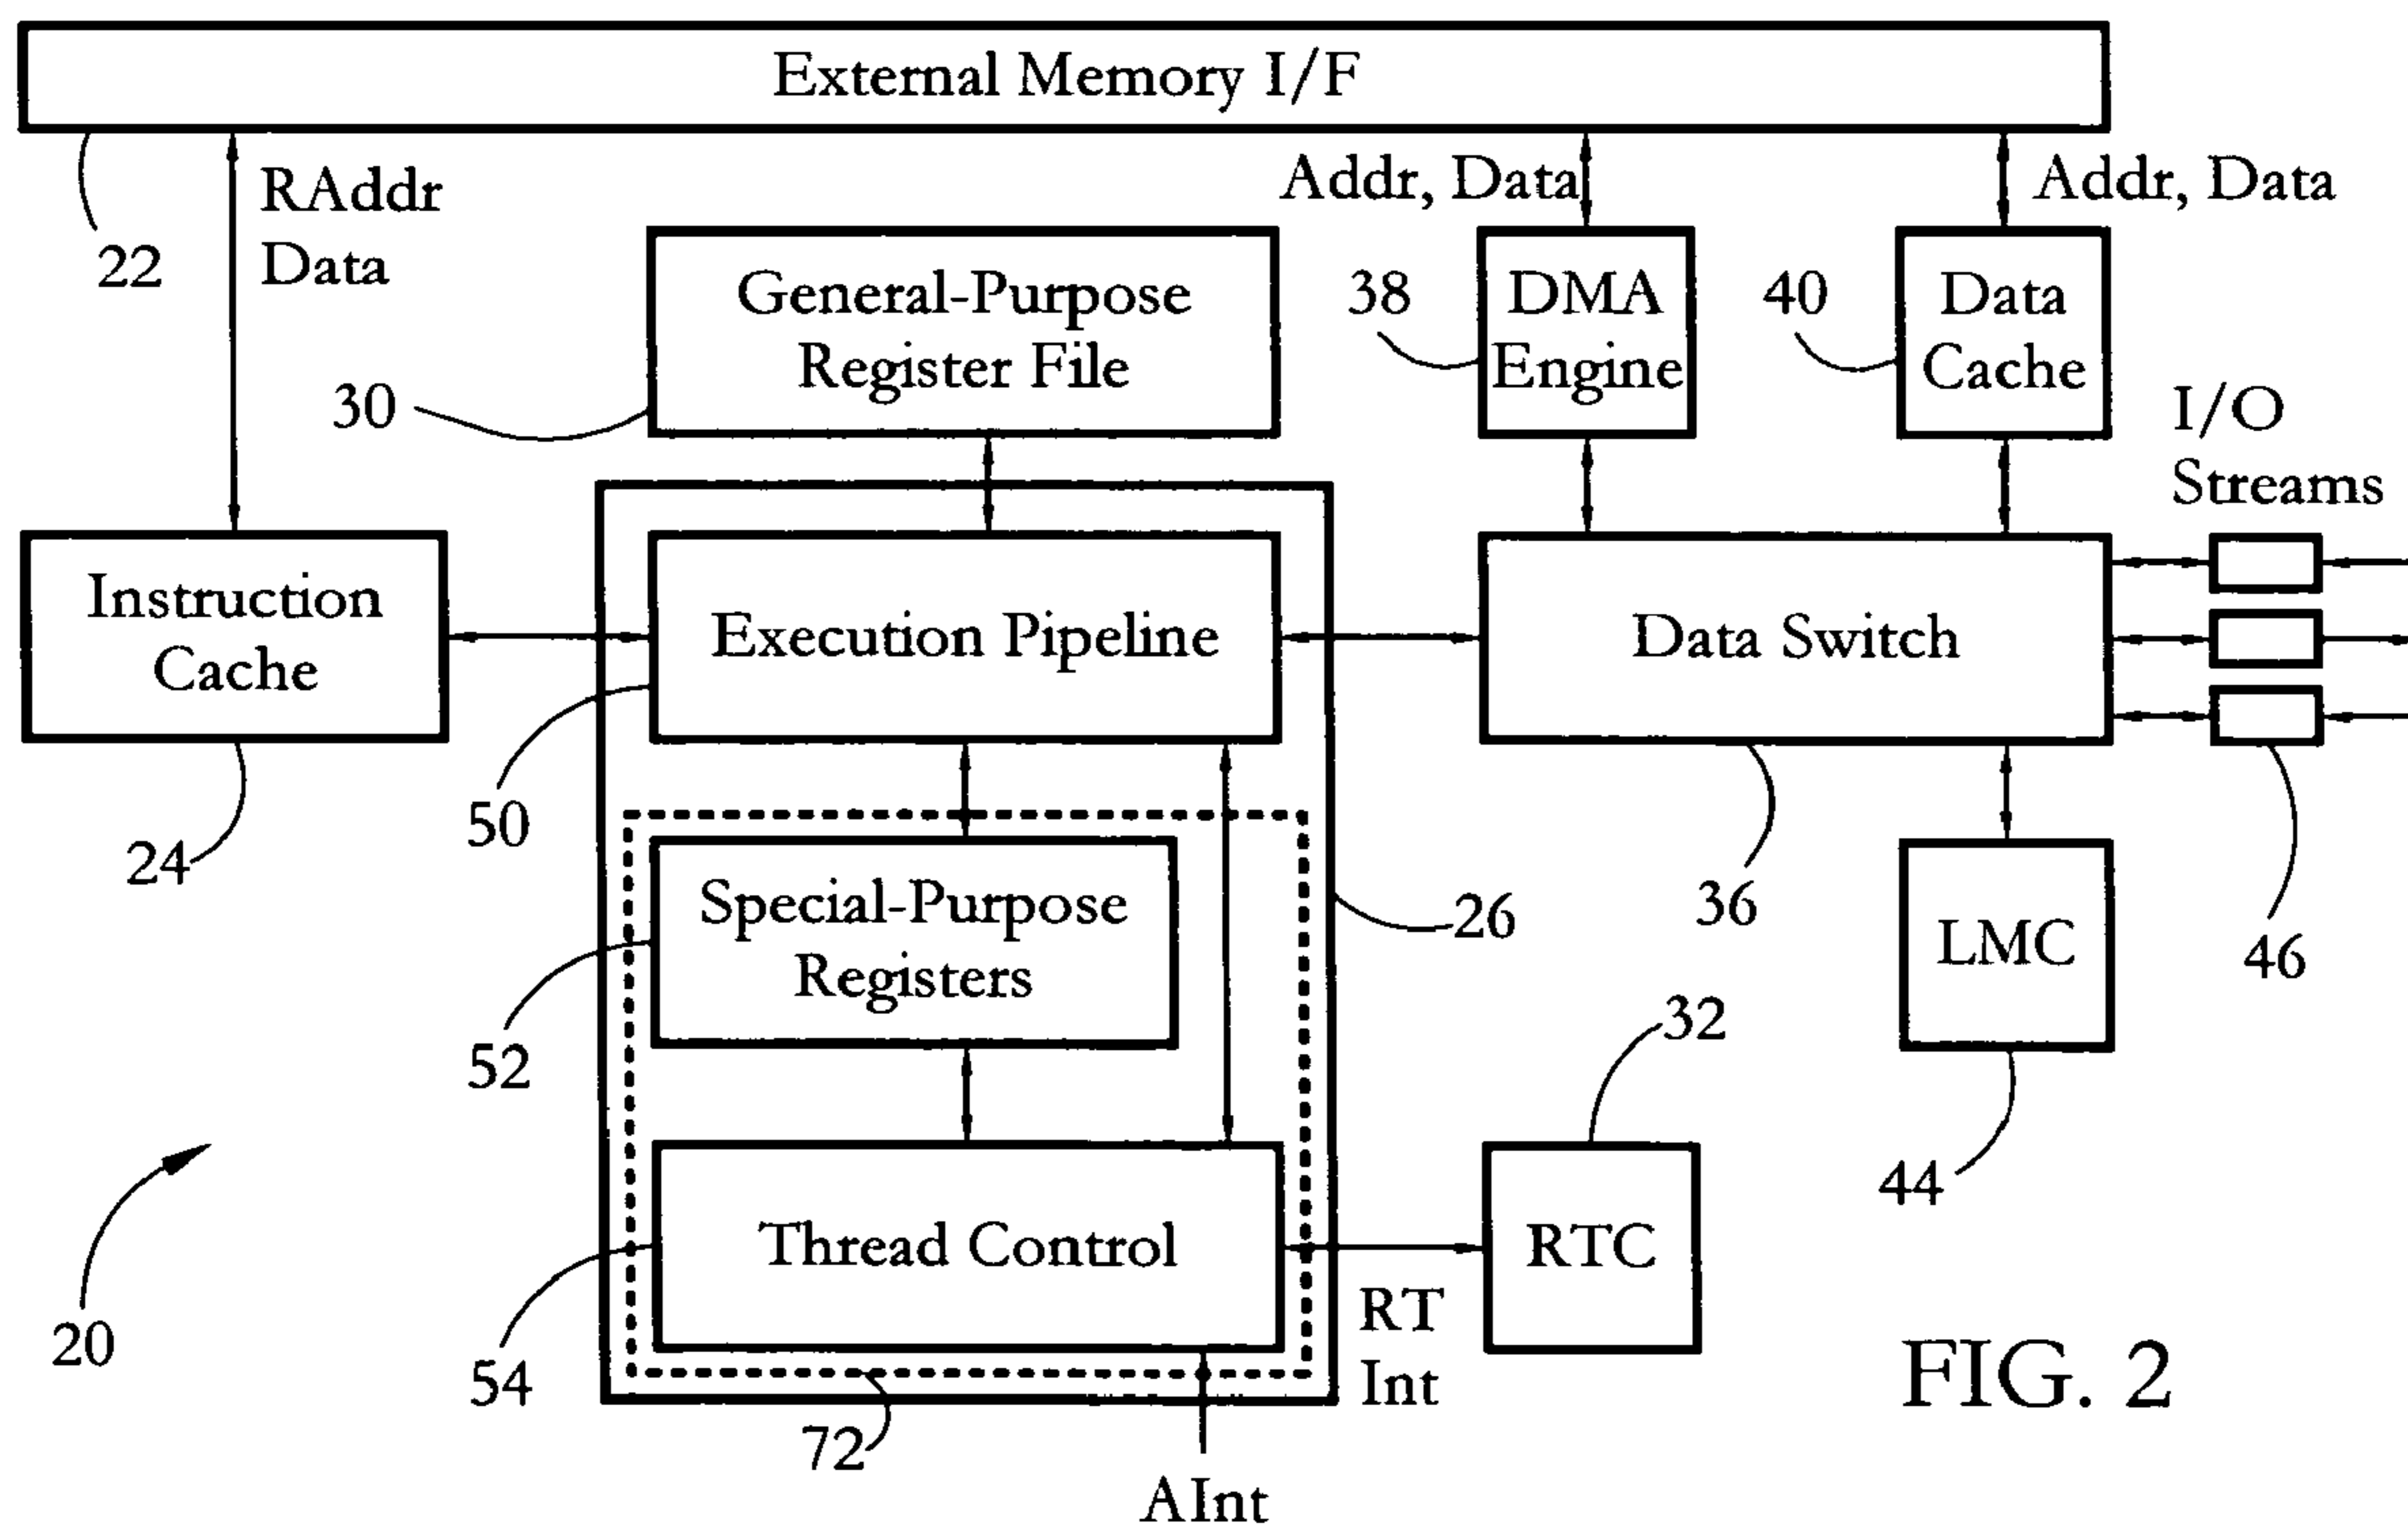 External Memory I/F
RAddr
Data
22
Addr, Data
Addr, Data
General-Purpose
Register File
30
38
DMA
Engine
40
Data
Cache
I/O
Streams
Instruction
Cache
24
Execution Pipeline
50
Data Switch
36
46
Special-Purpose
Registers
52
26
LMC
44
32
RTC
Thread Control
54
RT
Int
72
AInt
20
FIG. 2